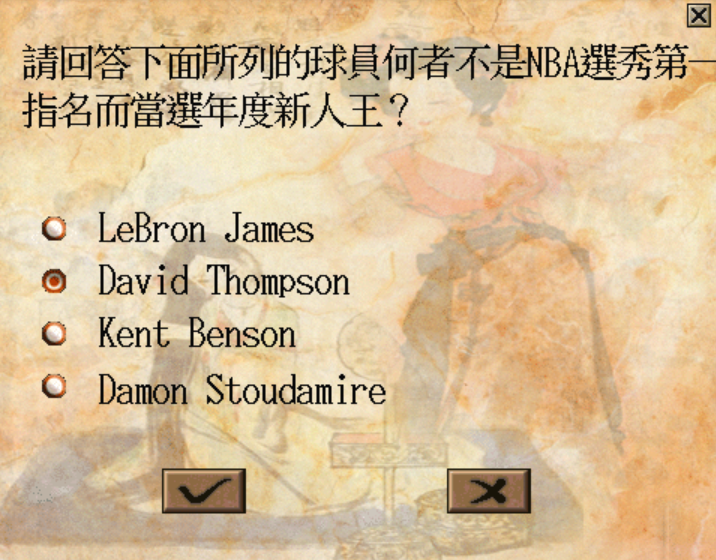 請回答下面所列的球員何者不是NBA選秀第一
指名而當選年度新人王？
LeBron James
David Thompson
Kent Benson
Damon Stoudamire